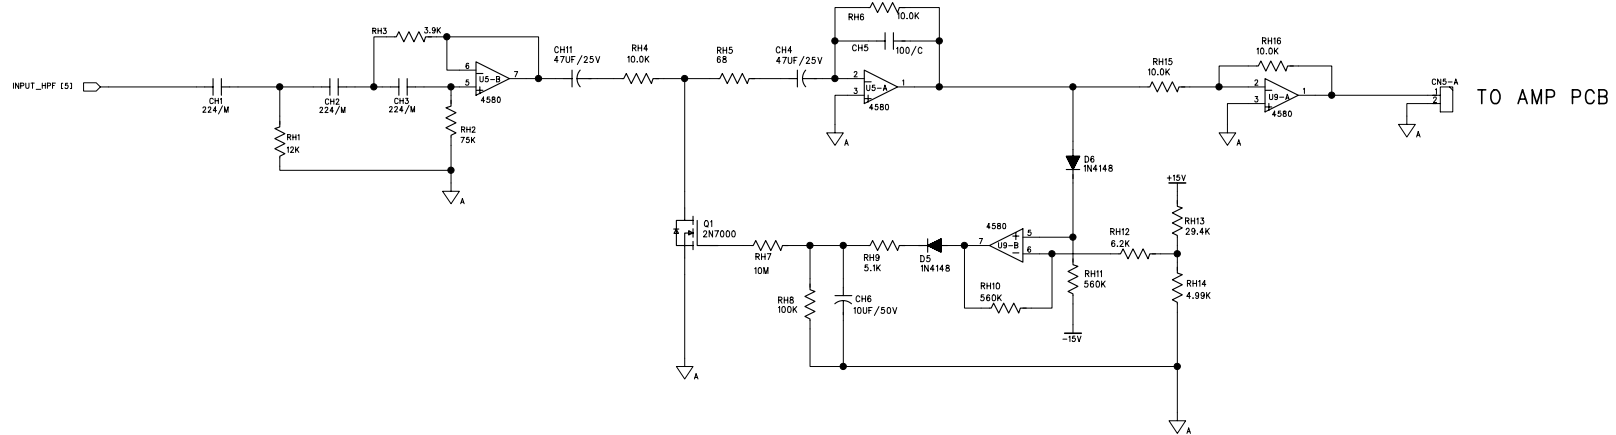 INPUT_HPF [5]
CH1
224/M
RH1
12K
CH2
224/M
RH3
3.9K
CH3
224/M
RH2
75K
A
6
5
7
U5-B
4580
CH11
47UF/25V
RH4
10.0K
RH5
68
CH4
47UF/25V
RH6
10.0K
CH5
100/C
2
3
1
U5-A
4580
A
RH15
10.0K
RH16
10.0K
2
3
1
U9-A
4580
A
CN5-A
1
2
A
TO AMP PCB
D6
1N4148
+15V
RH13
29.4K
RH12
6.2K
RH14
4.99K
4580
5
6
7
U9-B
RH11
560K
-15V
RH10
560K
D5
1N4148
RH9
5.1K
CH6
10UF/50V
RH8
100K
RH7
10M
Q1
2N7000
A
A